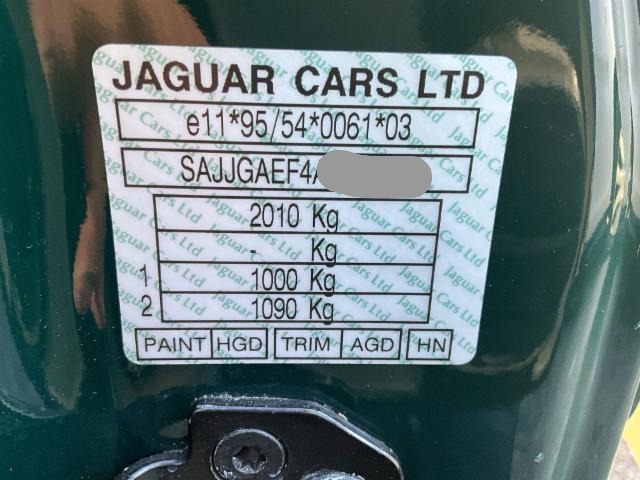 JAGUAR CARS LTD
e11*95/54*0061*03
SAJJGAEF4
2010 Kg
- Kg
1 1000 Kg
2 1090 Kg
PAINT HGD TRIM AGD HN